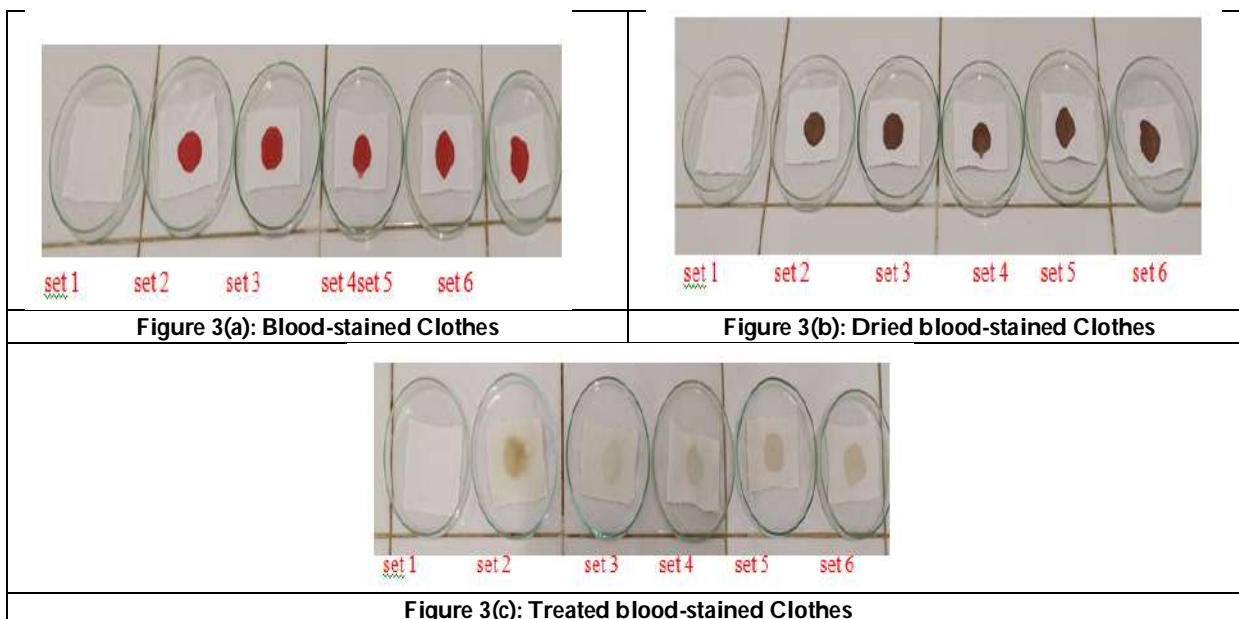 set 1 set 2 set 3 set 4set 5 set 6
set 1 set 2 set 3 set 4 set 5 set 6
Figure 3(a): Blood-stained Clothes
Figure 3(b): Dried blood-stained Clothes
set 1 set 2 set 3 set 4 set 5 set 6
Figure 3(c): Treated blood-stained Clothes